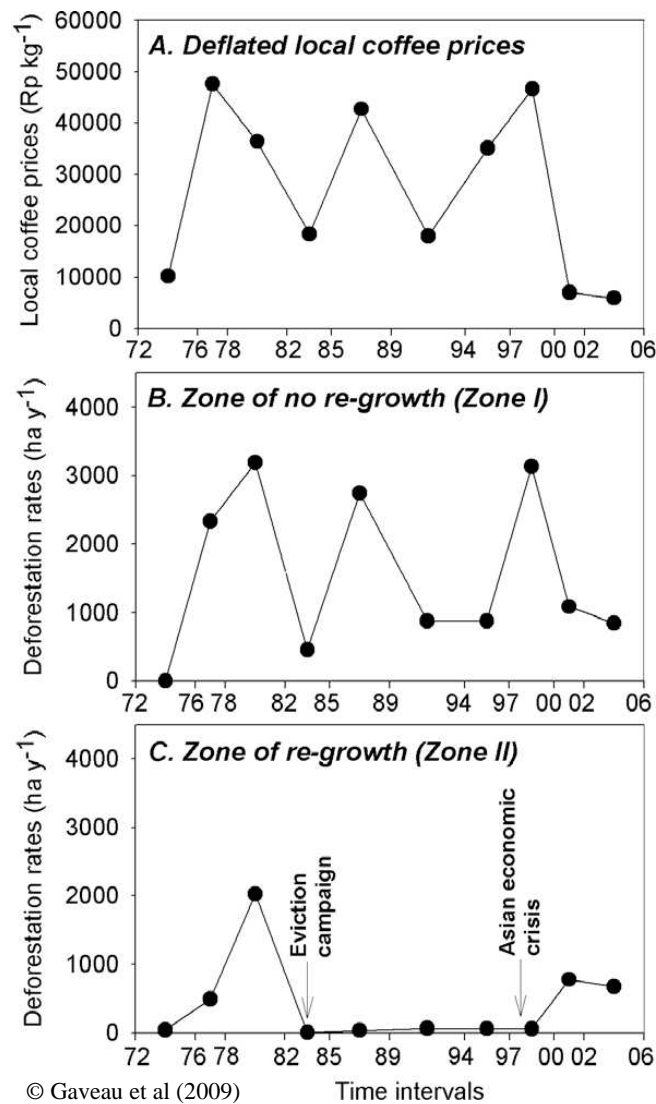 A. Deflated local coffee prices
Local coffee prices (Rp kg⁻¹)
60000
50000
40000
30000
20000
10000
0
72 76 78 82 85 89 94 97 00 02 06
B. Zone of no re-growth (Zone I)
Deforestation rates (ha y⁻¹)
4000
3000
2000
1000
0
72 76 78 82 85 89 94 97 00 02 06
C. Zone of re-growth (Zone II)
Deforestation rates (ha y⁻¹)
4000
3000
2000
1000
0
Eviction
campaign
Asian economic
crisis
72 76 78 82 85 89 94 97 00 02 06
© Gaveau et al (2009)
Time intervals